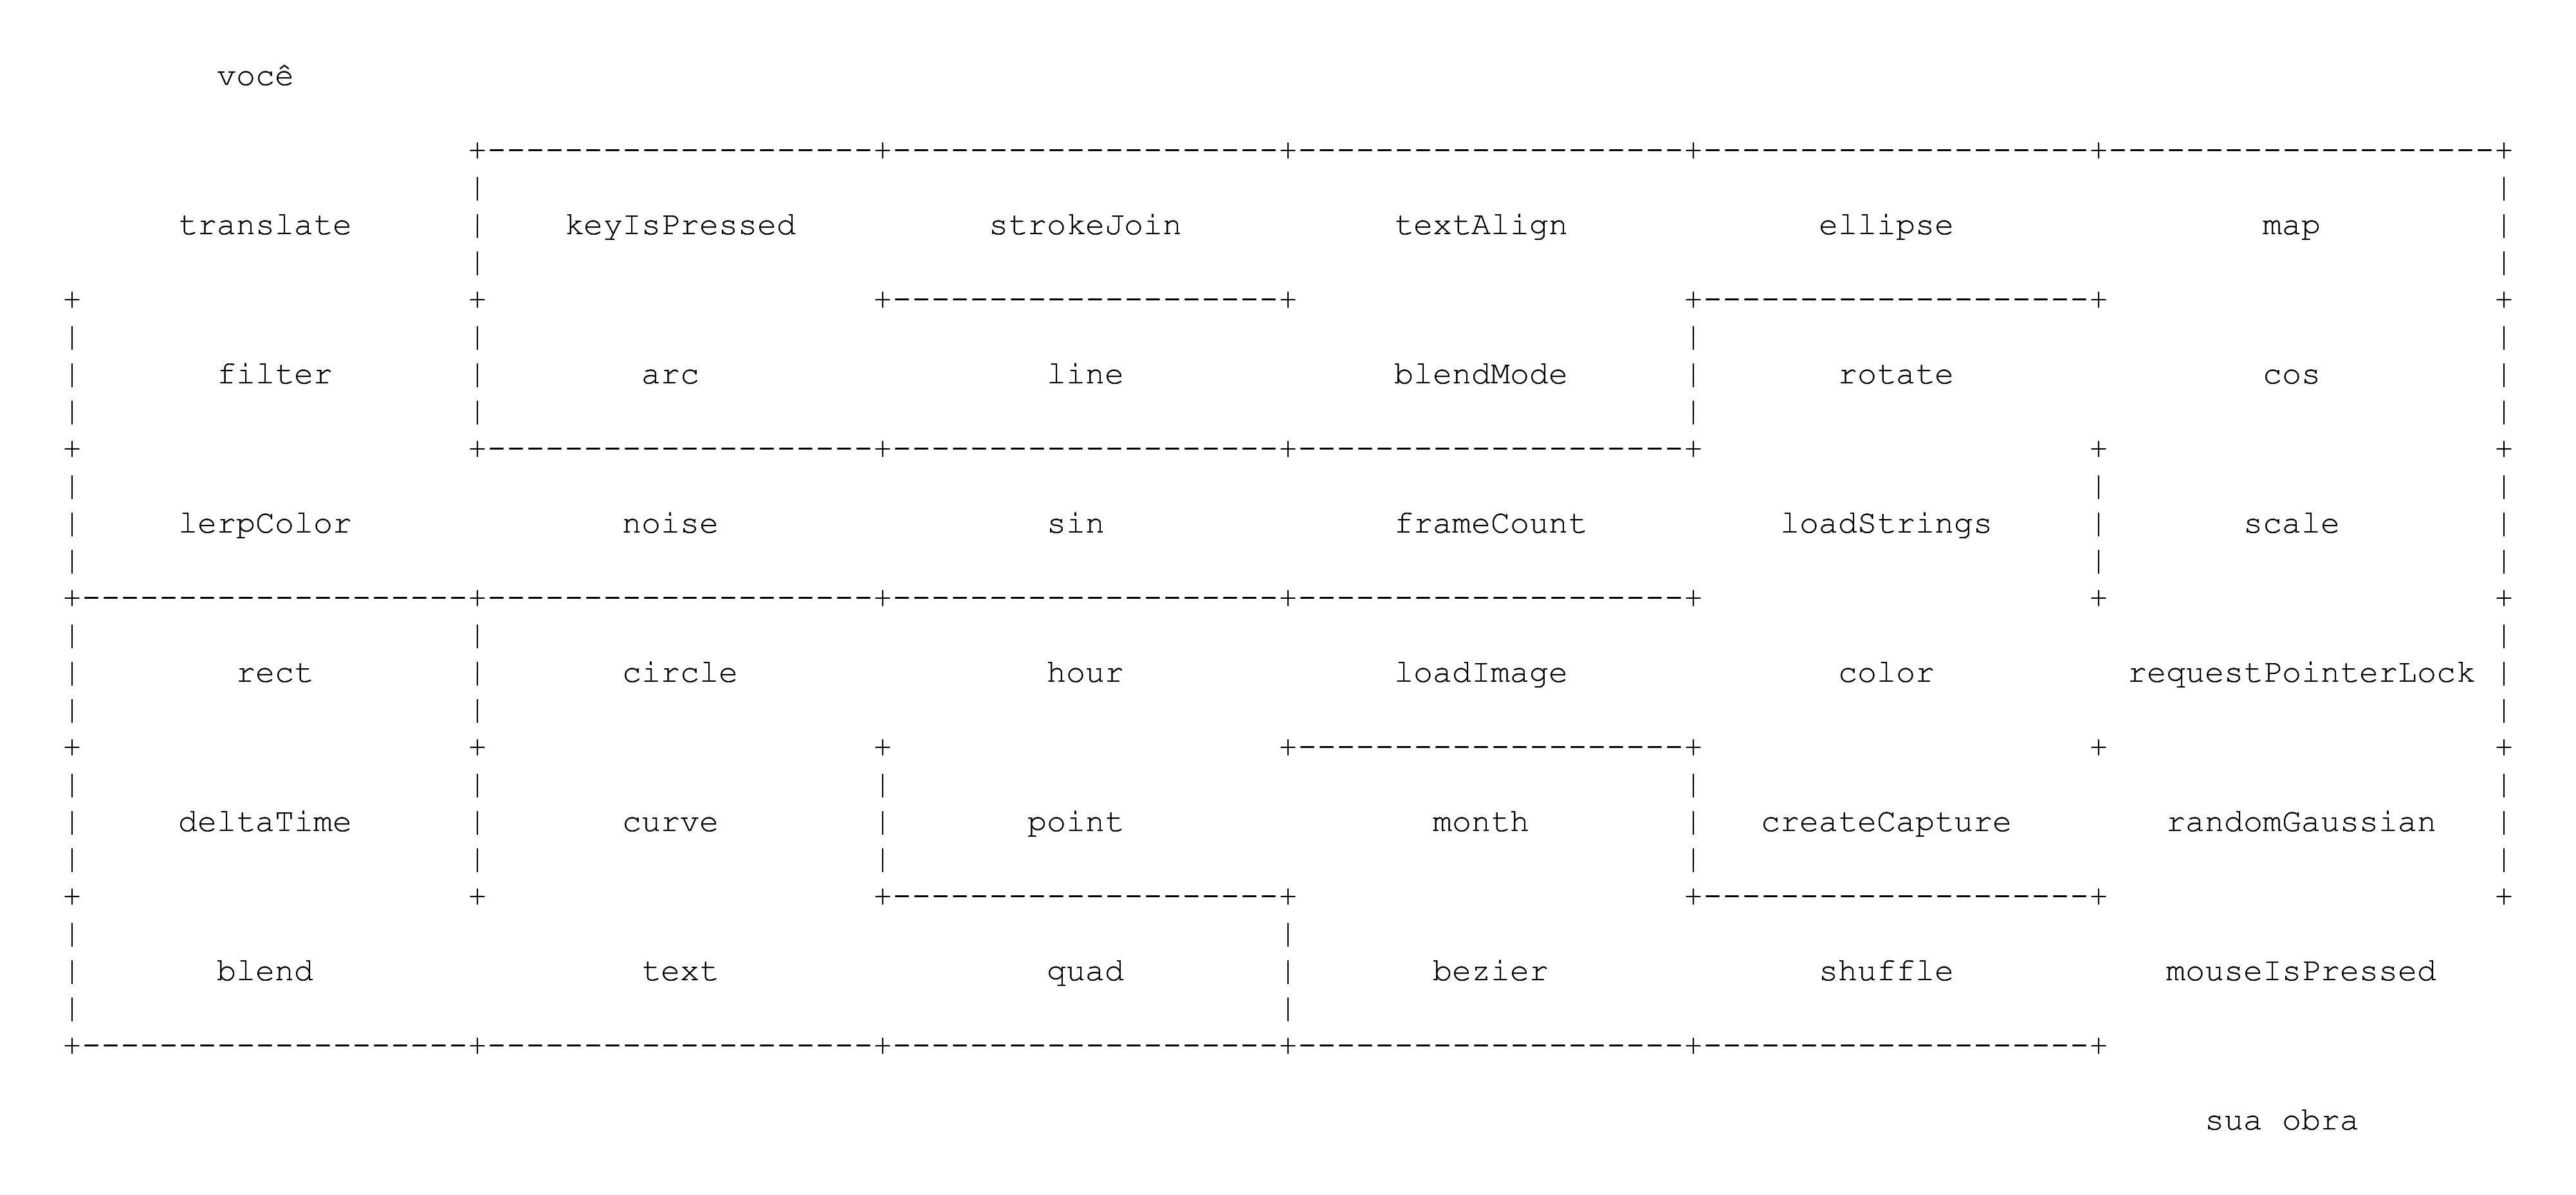 você
translate keyIsPressed strokeJoin textAlign ellipse map
filter arc line blendMode rotate cos
lerpColor noise sin frameCount loadStrings scale
rect circle hour loadImage color requestPointerLock
deltaTime curve point month createCapture randomGaussian
blend text quad bezier shuffle mouseIsPressed
sua obra